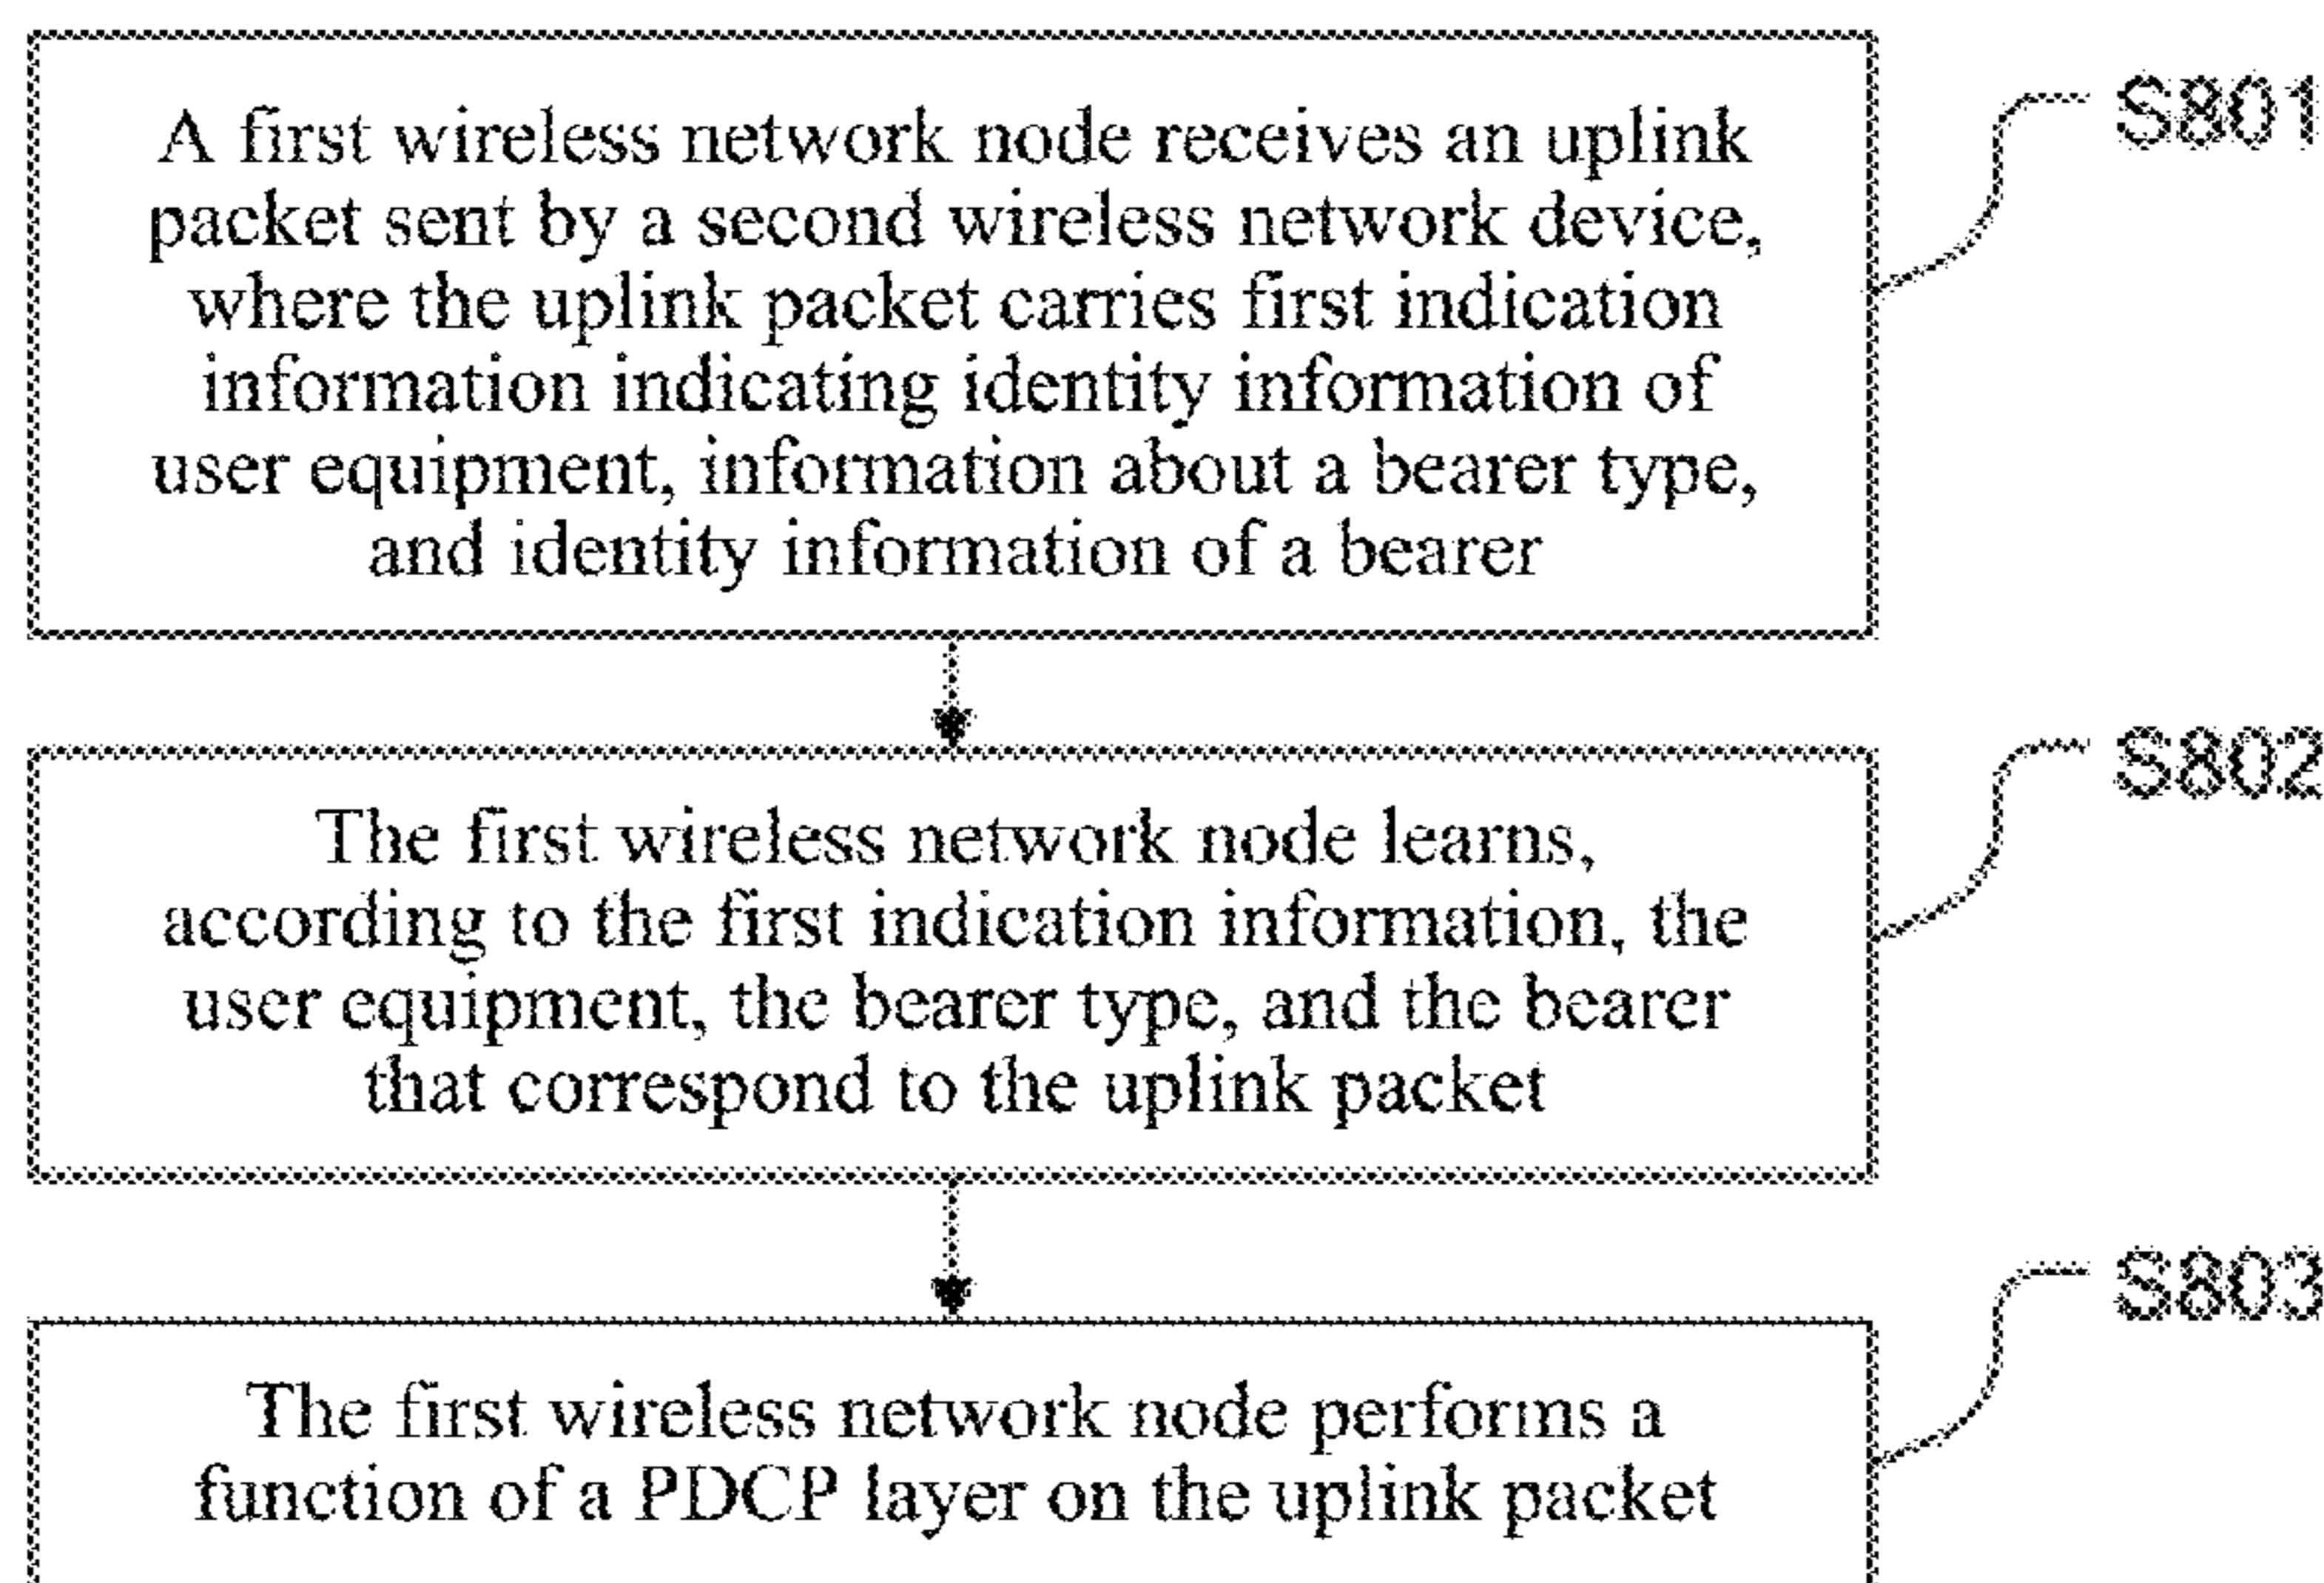 A first wireless network node receives an uplink
packet sent by a second wireless network device,
where the uplink packet carries first indication
information indicating identity information of
user equipment, information about a bearer type,
and identity information of a bearer
S801
The first wireless network node learns,
according to the first indication information, the
user equipment, the bearer type, and the bearer
that correspond to the uplink packet
S802
The first wireless network node performs a
function of a PDCP layer on the uplink packet
S803